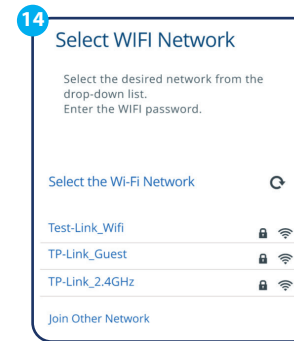 14
Select WIFI Network
Select the desired network from the
drop-down list.
Enter the WIFI password.
Select the Wi-Fi Network
Test-Link_Wifi
TP-Link_Guest
TP-Link_2.4GHz
Join Other Network